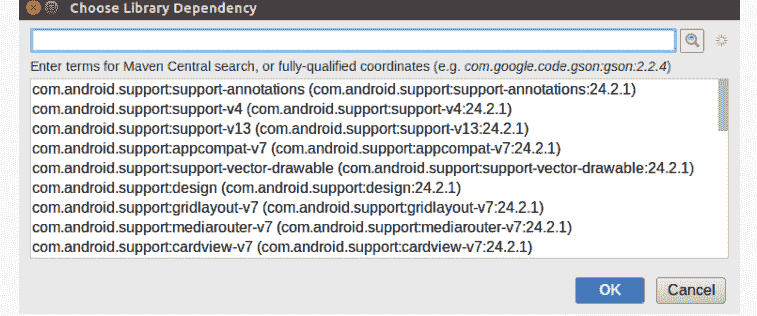 Choose Library Dependency
Enter terms for Maven Central search, or fully-qualified coordinates (e.g. com.google.code.gson:gson:2.2.4)
com.android.support:support-annotations (com.android.support:support-annotations:24.2.1)
com.android.support:support-v4 (com.android.support:support-v4:24.2.1)
com.android.support:support-v13 (com.android.support:support-v13:24.2.1)
com.android.support:appcompat-v7 (com.android.support:appcompat-v7:24.2.1)
com.android.support:support-vector-drawable (com.android.support:support-vector-drawable:24.2.1)
com.android.support:design (com.android.support:design:24.2.1)
com.android.support:gridlayout-v7 (com.android.support:gridlayout-v7:24.2.1)
com.android.support:mediarouter-v7 (com.android.support:mediarouter-v7:24.2.1)
com.android.support:cardview-v7 (com.android.support:cardview-v7:24.2.1)
OK Cancel